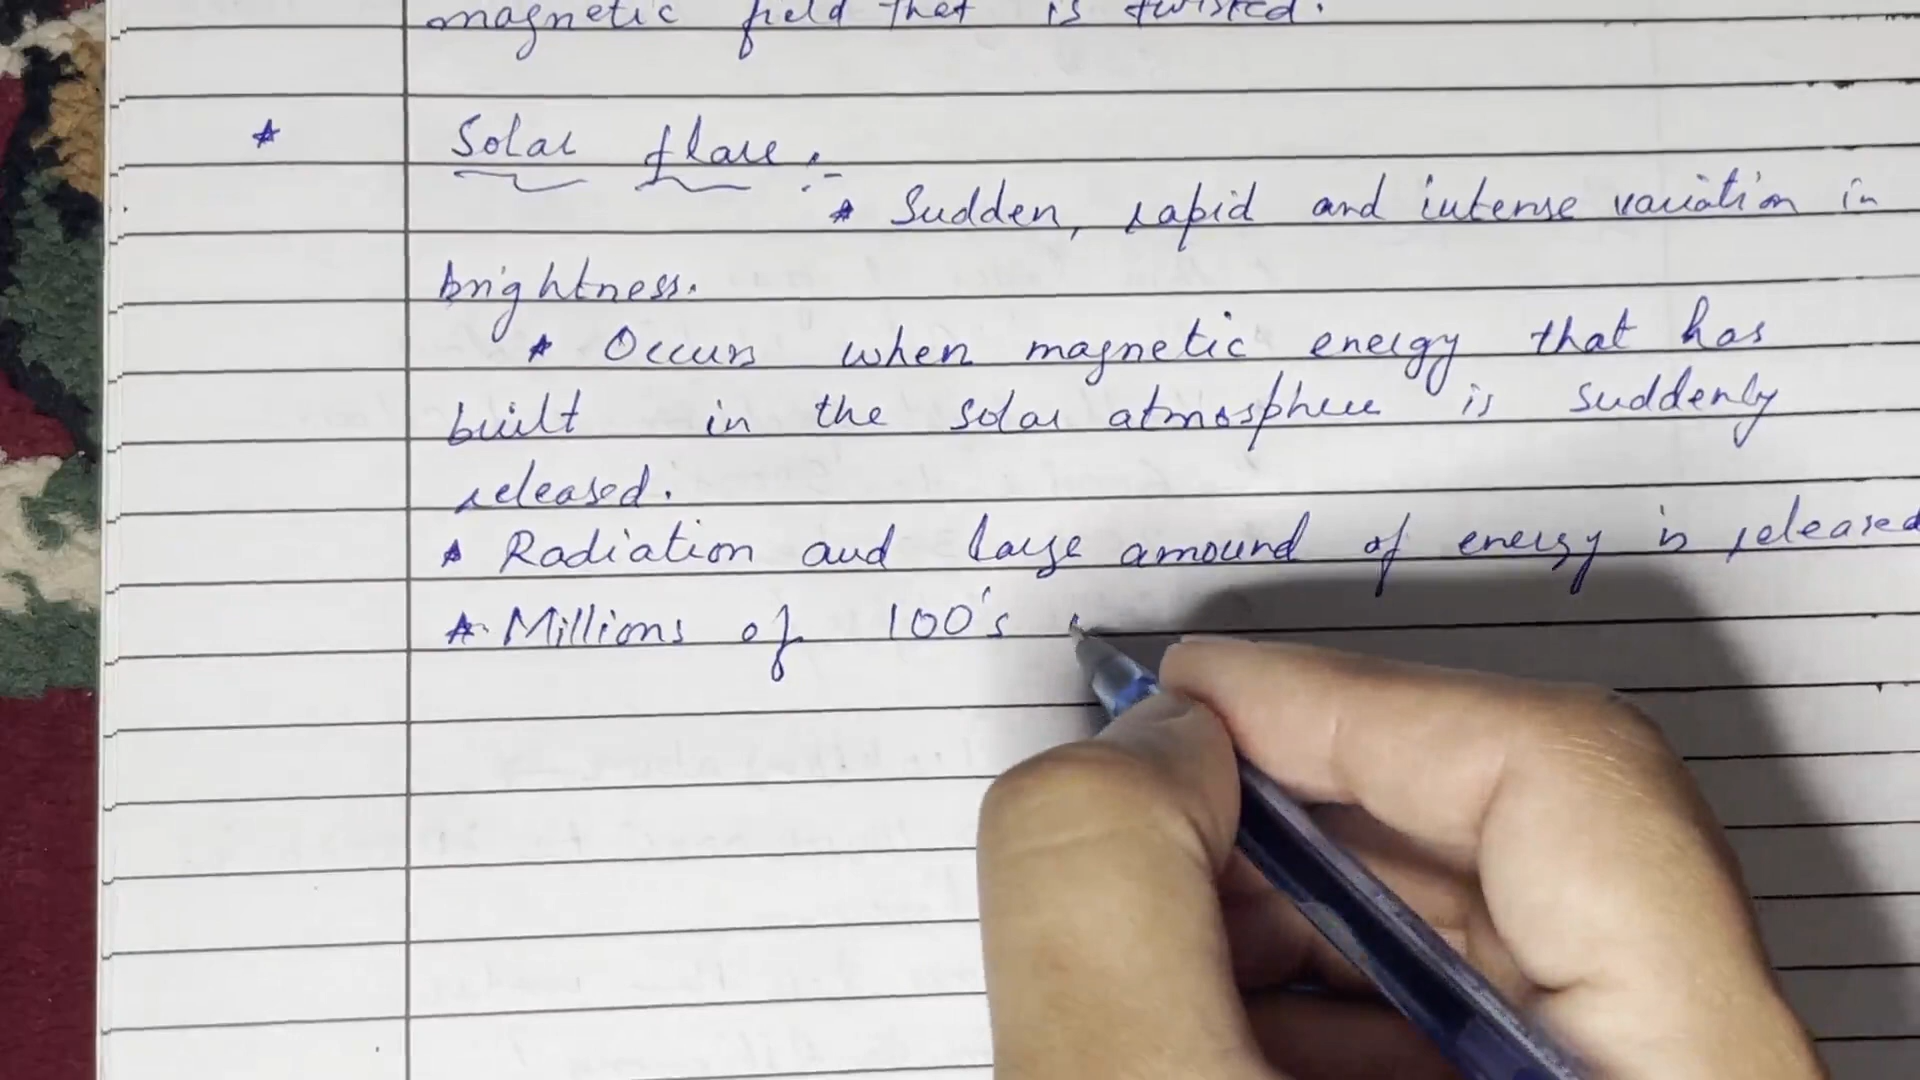 magnetic field that is twisted.
* Solar flare :-
* Sudden, rapid and intense variation in
brightness.
* Occurs when magnetic energy that has
built in the solar atmosphere is suddenly
released.
* Radiation and large amound of energy is released
* Millions of 100's